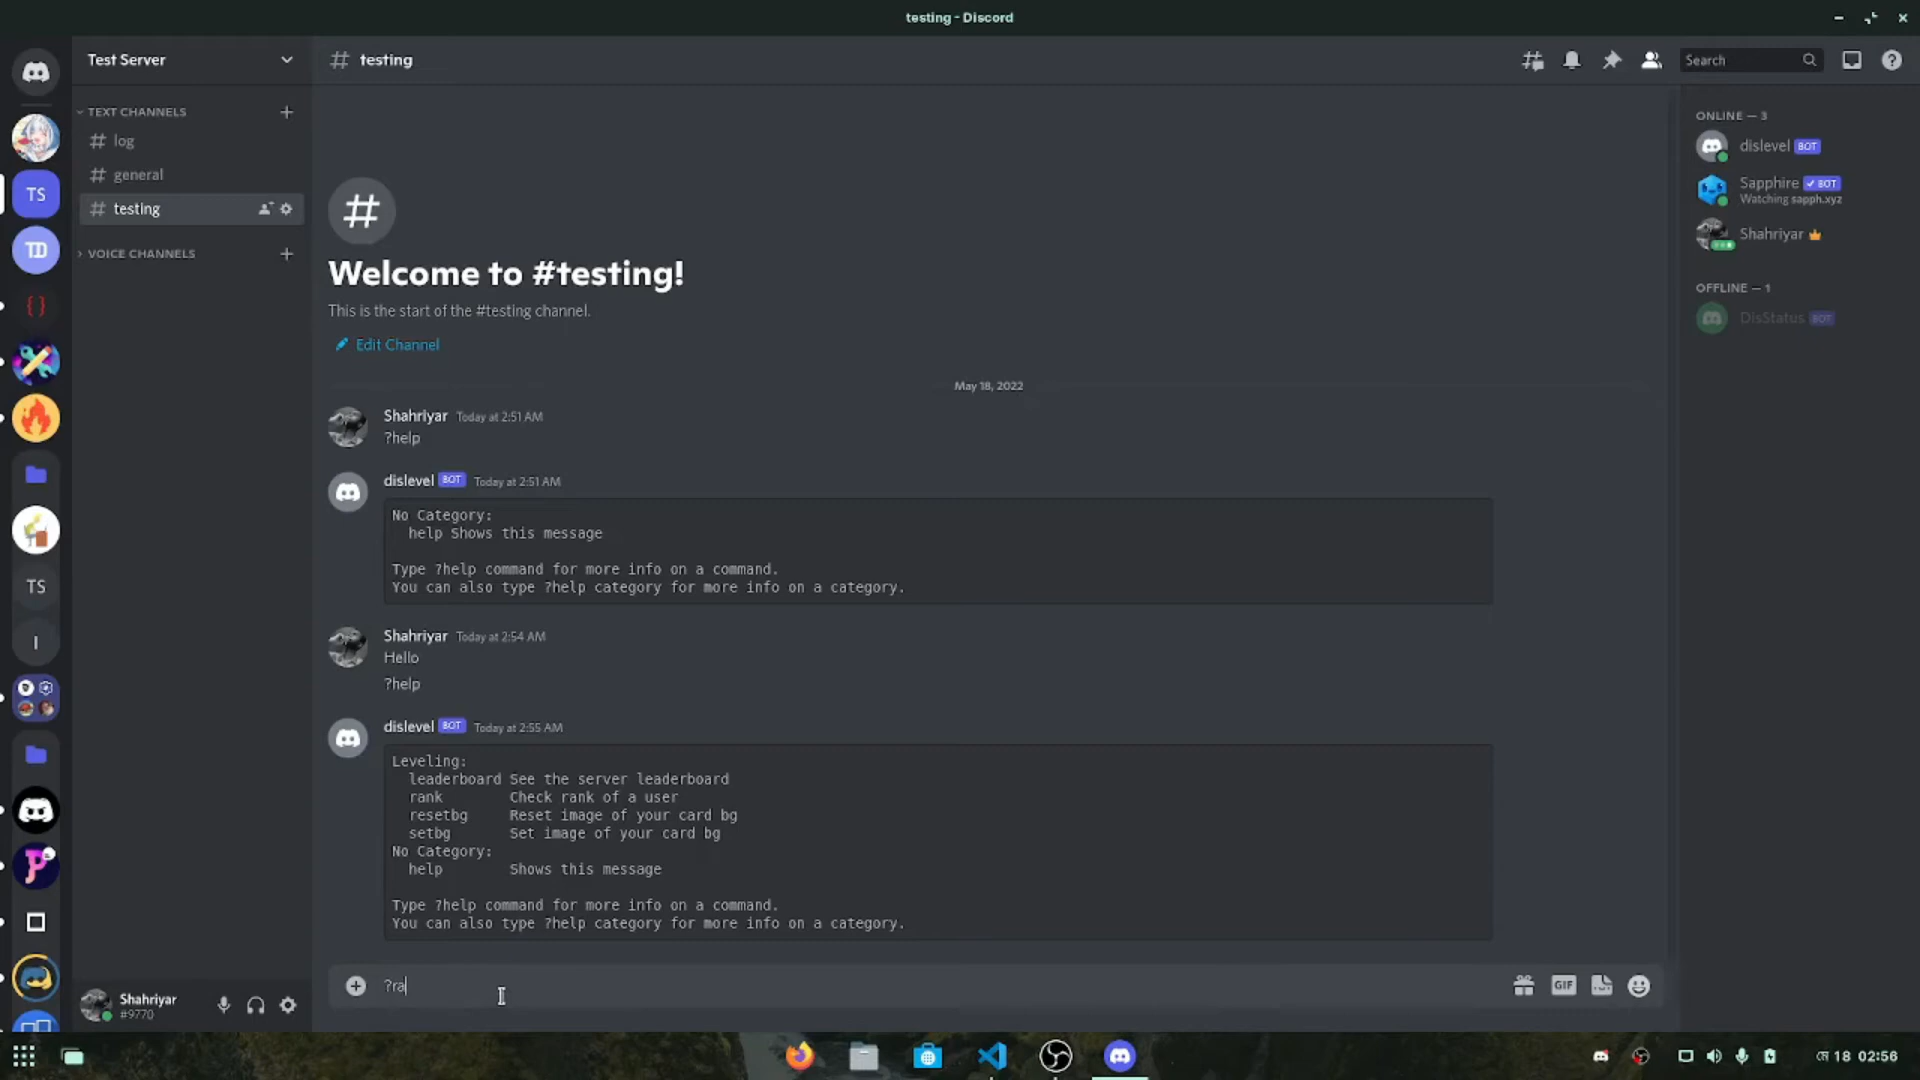 testing - Discord
Test Server
TEXT CHANNELS
log
general
testing
VOICE CHANNELS
TS
TS
I
Shahriyar
#9770
# testing
Search
#
Welcome to #testing!
This is the start of the #testing channel.
Edit Channel
May 18, 2022
Shahriyar Today at 2:51 AM
?help
dislevel BOT Today at 2:51 AM
No Category:
help Shows this message
Type ?help command for more info on a command.
You can also type ?help category for more info on a category.
Shahriyar Today at 2:54 AM
Hello
?help
dislevel BOT Today at 2:55 AM
Leveling:
leaderboard See the server leaderboard
rank Check rank of a user
resetbg Reset image of your card bg
setbg Set image of your card bg
No Category:
help Shows this message
Type ?help command for more info on a command.
You can also type ?help category for more info on a category.
?ra
GIF
ONLINE — 3
dislevel BOT
Sapphire BOT
Watching sapph.xyz
Shahriyar
OFFLINE — 1
DisStatus BOT
মে 18 02:56